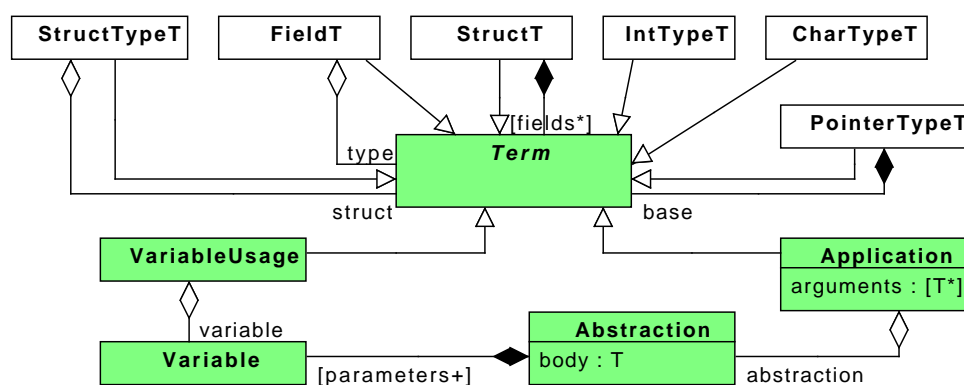 StructTypeT
FieldT
StructT
IntTypeT
CharTypeT
[fields*]
PointerTypeT
type
Term
struct
base
VariableUsage
Application
arguments : [T*]
variable
Abstraction
Variable
body : T
[parameters+]
abstraction